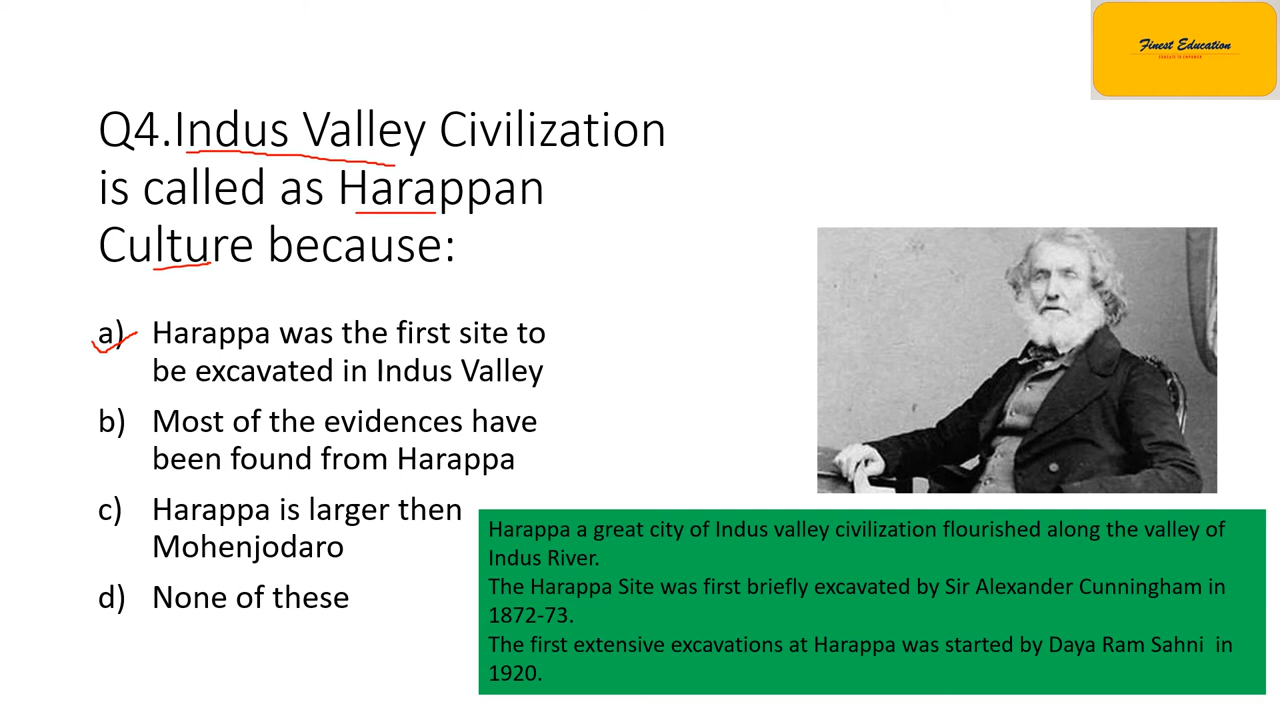 Finest Education
EDUCATE TO EMPOWER
Q4.Indus Valley Civilization
is called as Harappan
Culture because:
a) Harappa was the first site to
be excavated in Indus Valley
b) Most of the evidences have
been found from Harappa
c) Harappa is larger then
Mohenjodaro
d) None of these
Harappa a great city of Indus valley civilization flourished along the valley of
Indus River.
The Harappa Site was first briefly excavated by Sir Alexander Cunningham in
1872-73.
The first extensive excavations at Harappa was started by Daya Ram Sahni in
1920.